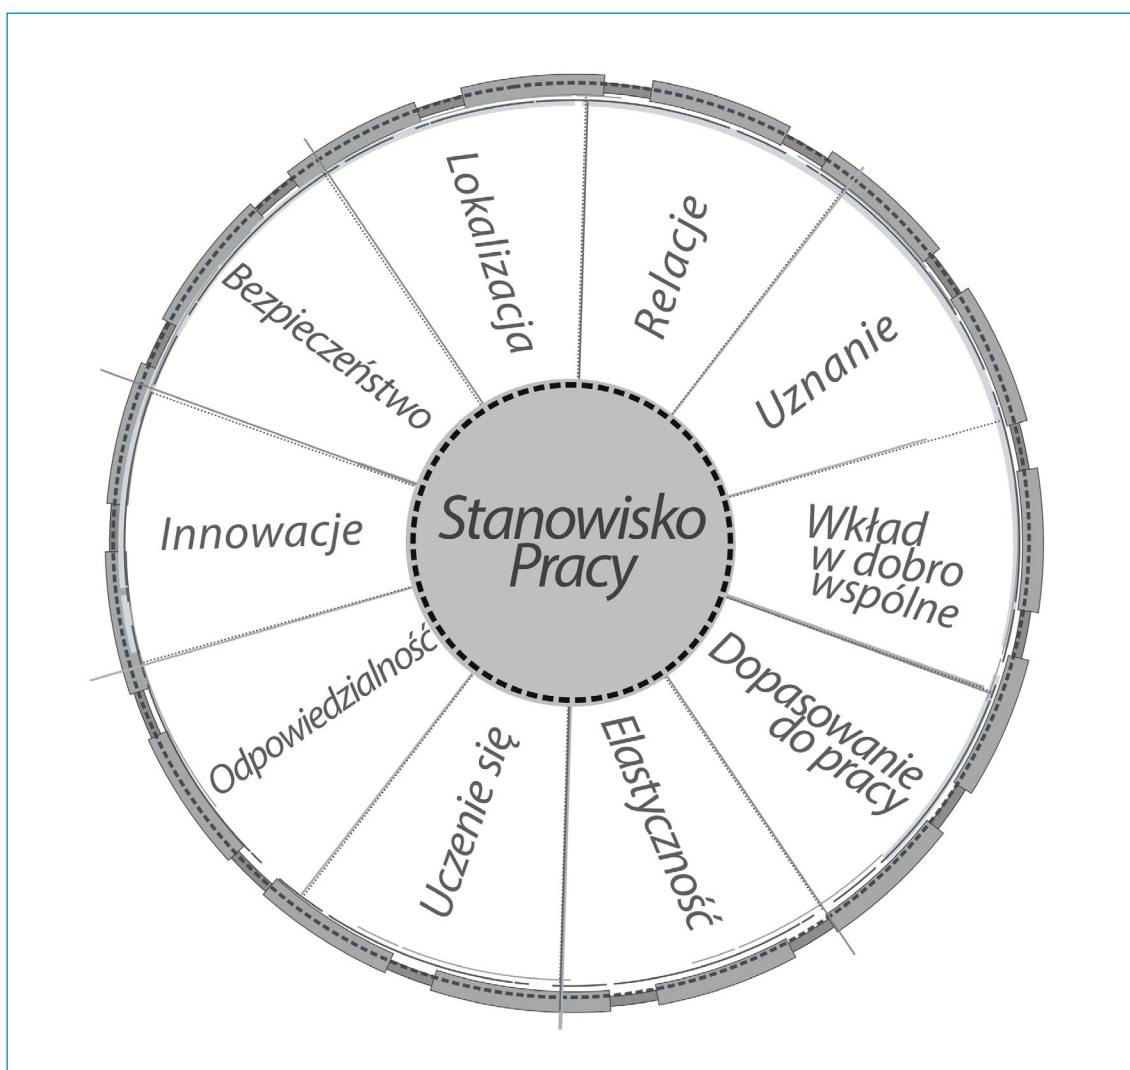 Lokalizacja
Relacje
Uznanie
Wkład
w dobro
wspólne
Dopasowanie
do pracy
Elastyczność
Uczenie się
Odpowiedzialność
Innowacje
Bezpieczeństwo
Stanowisko
Pracy